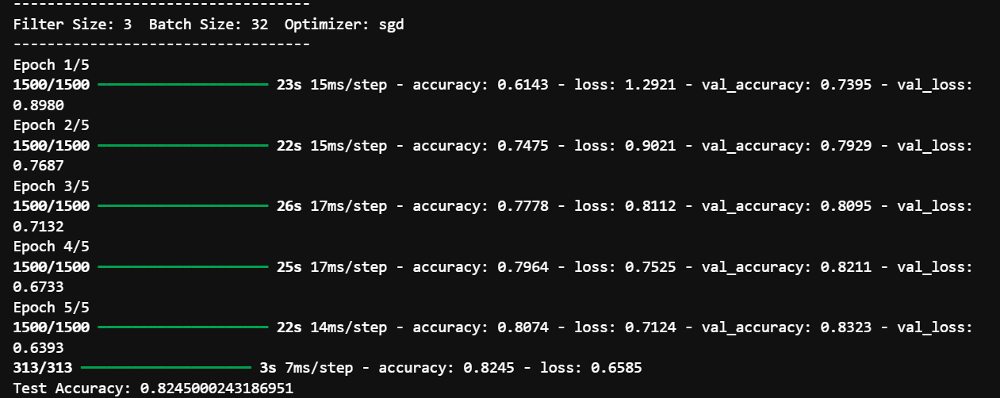 -----------------------------------
Filter Size: 3  Batch Size: 32  Optimizer: sgd
-----------------------------------
Epoch 1/5
1500/1500 ━━━━━━━━━━━━━━━━━━━━ 23s 15ms/step - accuracy: 0.6143 - loss: 1.2921 - val_accuracy: 0.7395 - val_loss:
0.8980
Epoch 2/5
1500/1500 ━━━━━━━━━━━━━━━━━━━━ 22s 15ms/step - accuracy: 0.7475 - loss: 0.9021 - val_accuracy: 0.7929 - val_loss:
0.7687
Epoch 3/5
1500/1500 ━━━━━━━━━━━━━━━━━━━━ 26s 17ms/step - accuracy: 0.7778 - loss: 0.8112 - val_accuracy: 0.8095 - val_loss:
0.7132
Epoch 4/5
1500/1500 ━━━━━━━━━━━━━━━━━━━━ 25s 17ms/step - accuracy: 0.7964 - loss: 0.7525 - val_accuracy: 0.8211 - val_loss:
0.6733
Epoch 5/5
1500/1500 ━━━━━━━━━━━━━━━━━━━━ 22s 14ms/step - accuracy: 0.8074 - loss: 0.7124 - val_accuracy: 0.8323 - val_loss:
0.6393
313/313 ━━━━━━━━━━━━━━━━━━━━ 3s 7ms/step - accuracy: 0.8245 - loss: 0.6585
Test Accuracy: 0.8245000243186951